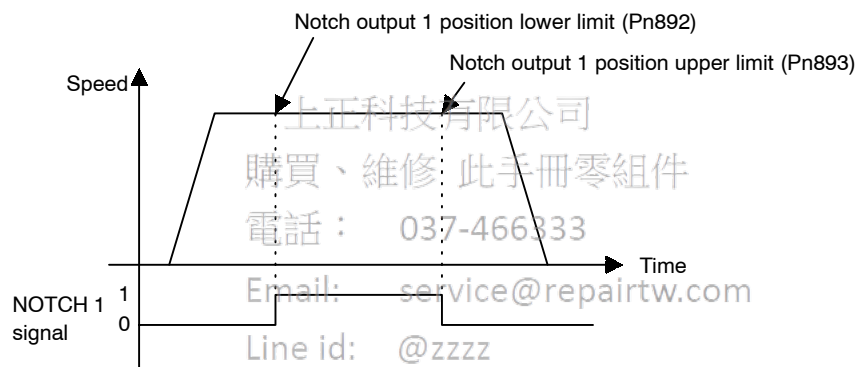 Notch output 1 position lower limit (Pn892)
Notch output 1 position upper limit (Pn893)
Speed
上正科技有限公司
購買、維修 此手冊零組件
電話： 037-466333
Time
Email: service@repairtw.com
NOTCH 1
signal
1
0
Line id: @zzzz